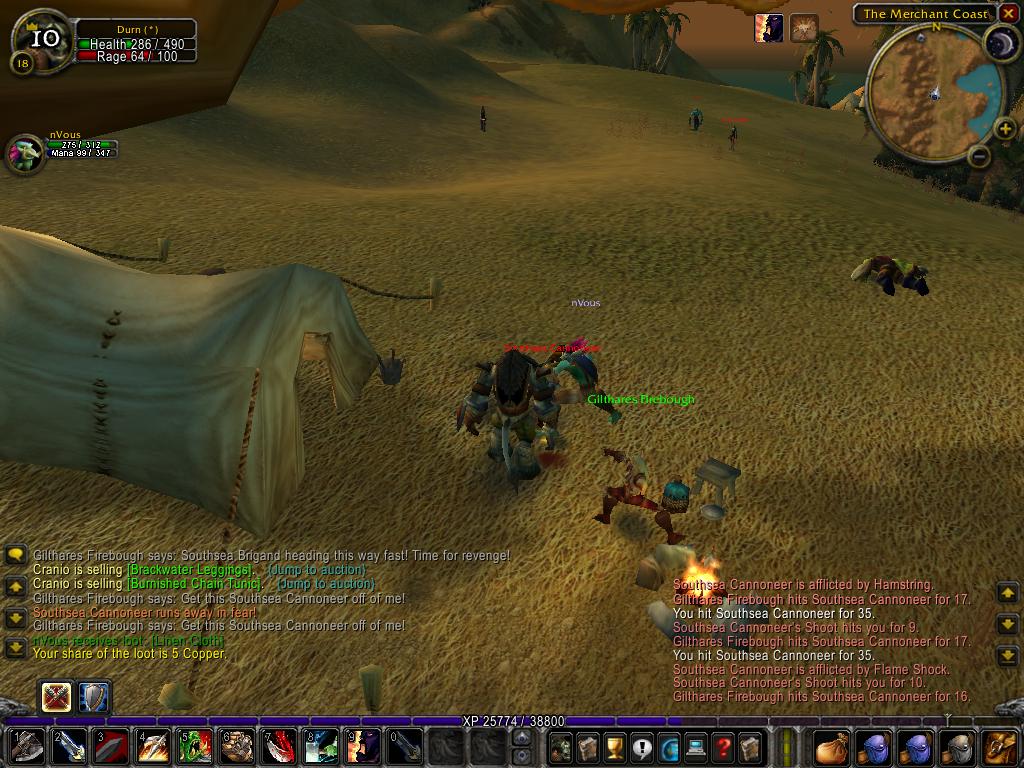 10
Durn (*)
Health 286 / 490
Rage 64 / 100
18
The Merchant Coast
N
nVous
Mana 99 / 347
nVous
Southsea Cannoneer
Gilthares Firebough
Gilthares Firebough says: Southsea Brigand heading this way fast! Time for revenge!
Cranio is selling [Brackwater Leggings]. (Jump to auction)
Cranio is selling [Burnished Chain Tunic]. (Jump to auction)
Gilthares Firebough says: Get this Southsea Cannoneer off of me!
Southsea Cannoneer runs away in fear!
Gilthares Firebough says: Get this Southsea Cannoneer off of me!
nVous receives loot: [Linen Cloth]
Your share of the loot is 5 Copper.
Southsea Cannoneer is afflicted by Hamstring.
Gilthares Firebough hits Southsea Cannoneer for 17.
You hit Southsea Cannoneer for 35.
Southsea Cannoneer's Shoot hits you for 9.
Gilthares Firebough hits Southsea Cannoneer for 17.
You hit Southsea Cannoneer for 35.
Southsea Cannoneer is afflicted by Flame Shock.
Southsea Cannoneer's Shoot hits you for 10.
Gilthares Firebough hits Southsea Cannoneer for 16.
XP 25774 / 38800
1 2 3 4 5 6 7 8 9 0